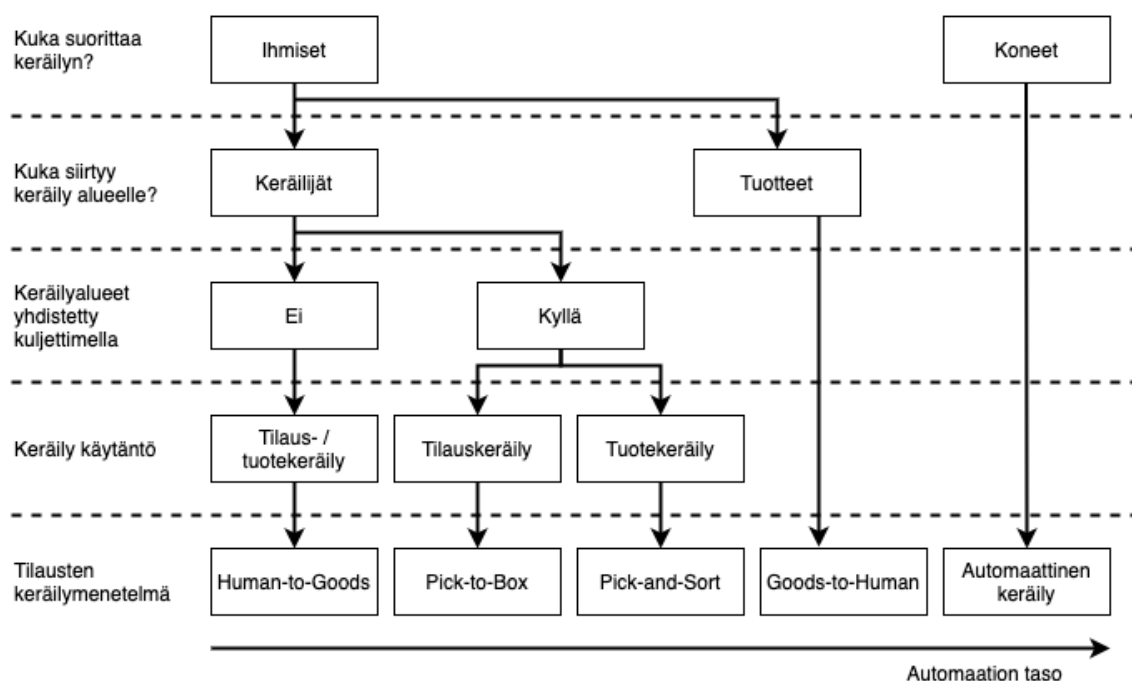 Kuka suorittaa
keräilyn?
Ihmiset
Koneet
Kuka siirtyy
keräily alueelle?
Keräilijät
Tuotteet
Keräilyalueet
yhdistetty
kuljettimella
Ei
Kyllä
Keräily käytäntö
Tilaus- /
tuotekeräily
Tilauskeräily
Tuotekeräily
Tilausten
keräilymenetelmä
Human-to-Goods
Pick-to-Box
Pick-and-Sort
Goods-to-Human
Automaattinen
keräily
Automaation taso